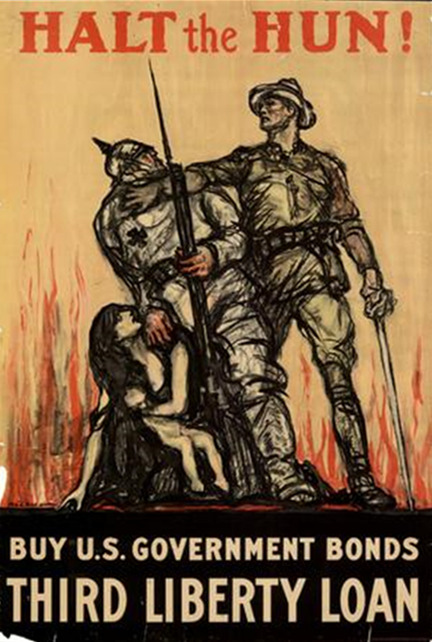 HALT the HUN!
BUY U.S. GOVERNMENT BONDS
THIRD LIBERTY LOAN